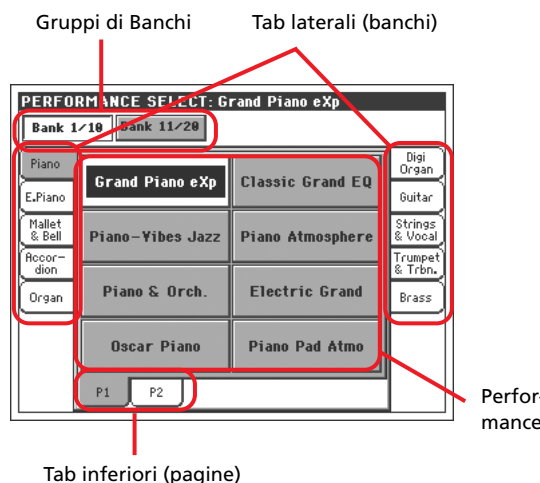 Gruppi di Banchi
Tab laterali (banchi)
PERFORMANCE SELECT: Grand Piano eXp
Bank 1/10
Bank 11/20
Piano
E.Piano
Mallet
& Bell
Accor-
dion
Organ
Grand Piano eXp
Classic Grand EQ
Piano-Vibes Jazz
Piano Atmosphere
Piano & Orch.
Electric Grand
Oscar Piano
Piano Pad Atmo
Digi
Organ
Guitar
Strings
& Vocal
Trumpet
& Trbn.
Brass
P1
P2
Perfor-
mance
Tab inferiori (pagine)